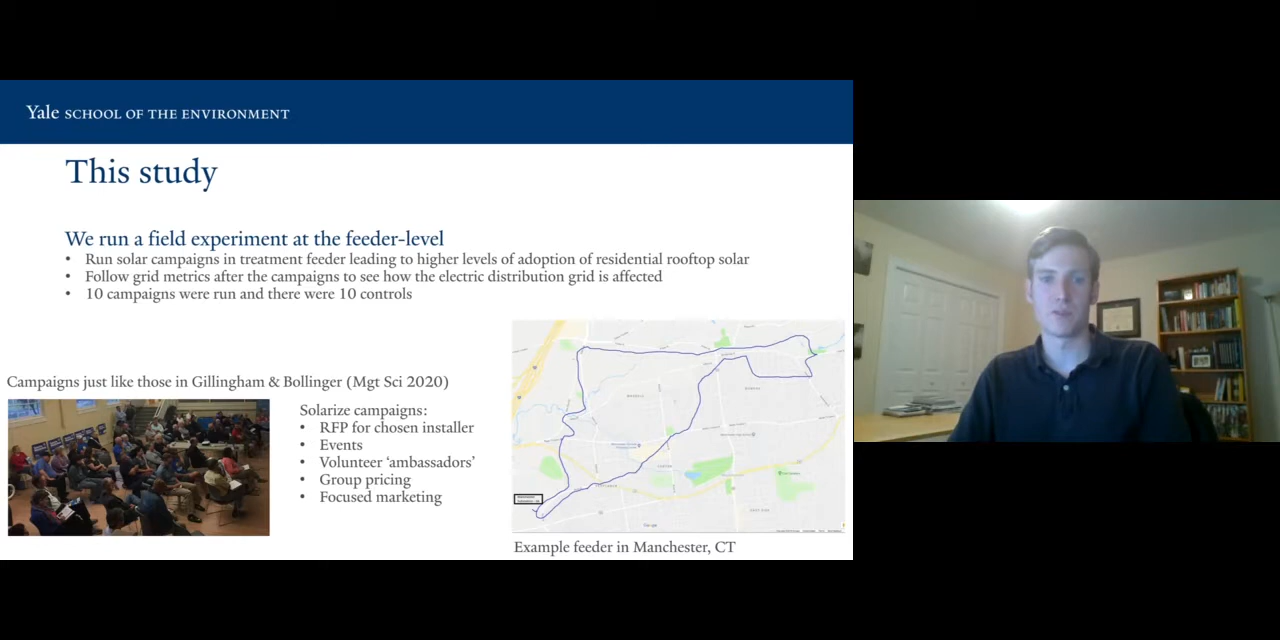 Yale SCHOOL OF THE ENVIRONMENT
This study
We run a field experiment at the feeder-level
• Run solar campaigns in treatment feeder leading to higher levels of adoption of residential rooftop solar
• Follow grid metrics after the campaigns to see how the electric distribution grid is affected
• 10 campaigns were run and there were 10 controls
Campaigns just like those in Gillingham & Bollinger (Mgt Sci 2020)
Solarize campaigns:
• RFP for chosen installer
• Events
• Volunteer ‘ambassadors’
• Group pricing
• Focused marketing
Google
Example feeder in Manchester, CT